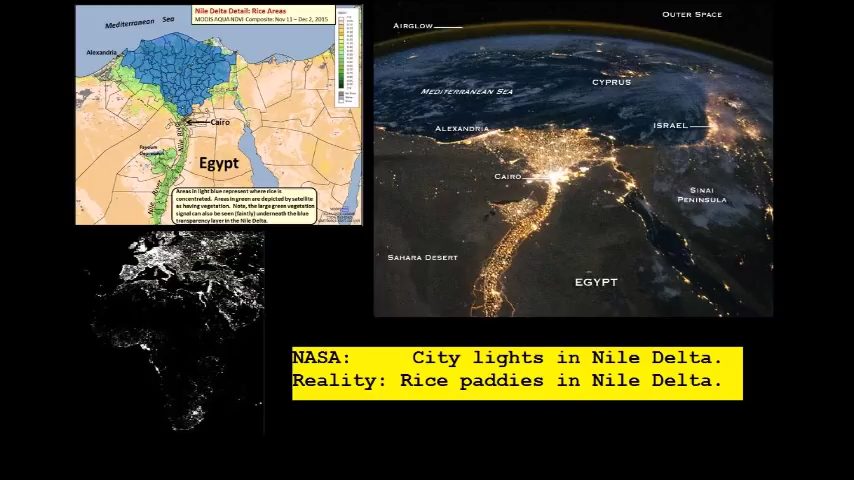 Nile Delta Detail: Rice Areas
MODIS AQUA NDVI Composite: Nov 11 – Dec 2, 2015
Mediterranean Sea
Alexandria
Cairo
Nile River
Egypt
Areas in light blue represent where rice is
concentrated. Areas in green are depicted by satellite
as having vegetation. Note, the large green vegetation
signal can also be seen (faintly) underneath the blue
transparency layer in the Nile Delta.
AIRGLOW
OUTER SPACE
CYPRUS
MEDITERRANEAN SEA
ALEXANDRIA
ISRAEL
CAIRO
SINAI
PENINSULA
SAHARA DESERT
EGYPT
NASA: City lights in Nile Delta.
Reality: Rice paddies in Nile Delta.